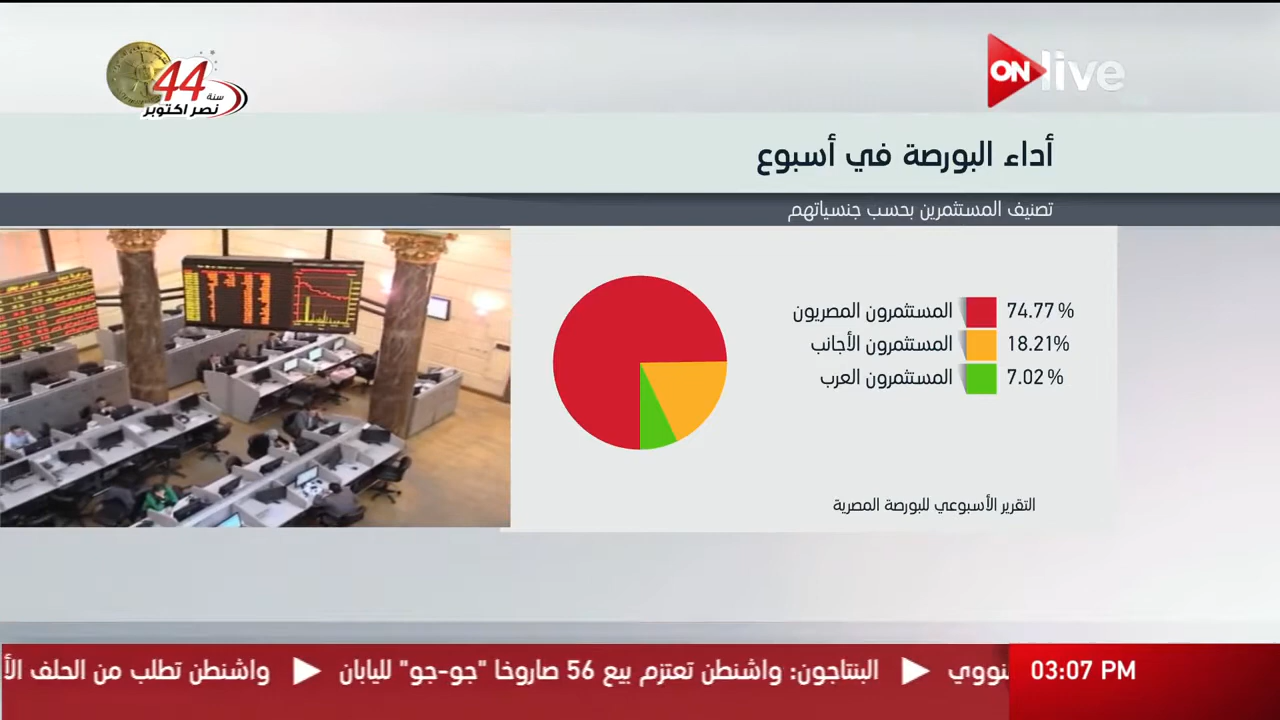 44
سنة
نصر اكتوبر
ON live
أداء البورصة في أسبوع
تصنيف المستثمرين بحسب جنسياتهم
المستثمرون المصريون 74.77 %
المستثمرون الأجانب 18.21%
المستثمرون العرب 7.02 %
التقرير الأسبوعي للبورصة المصرية
03:07 PM
البنتاجون: واشنطن تعتزم بيع 56 صاروخا "جو-جو" لليابان ◀ واشنطن تطلب من الحلف